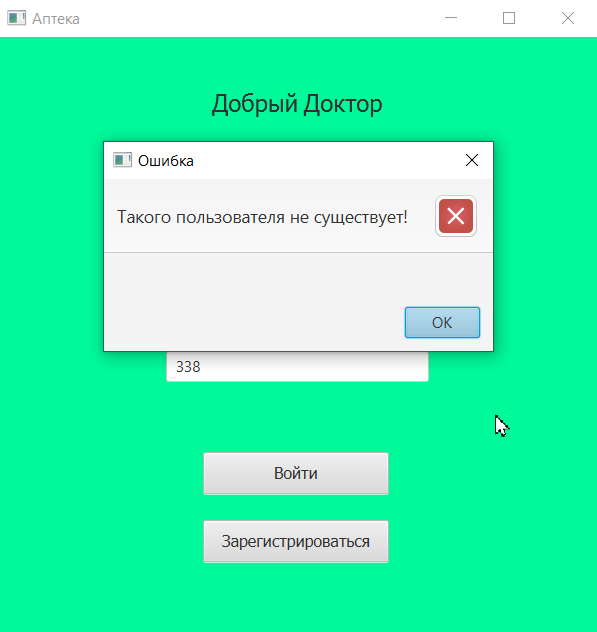 Аптека
Добрый Доктор
Ошибка
Такого пользователя не существует!
OK
338
Войти
Зарегистрироваться